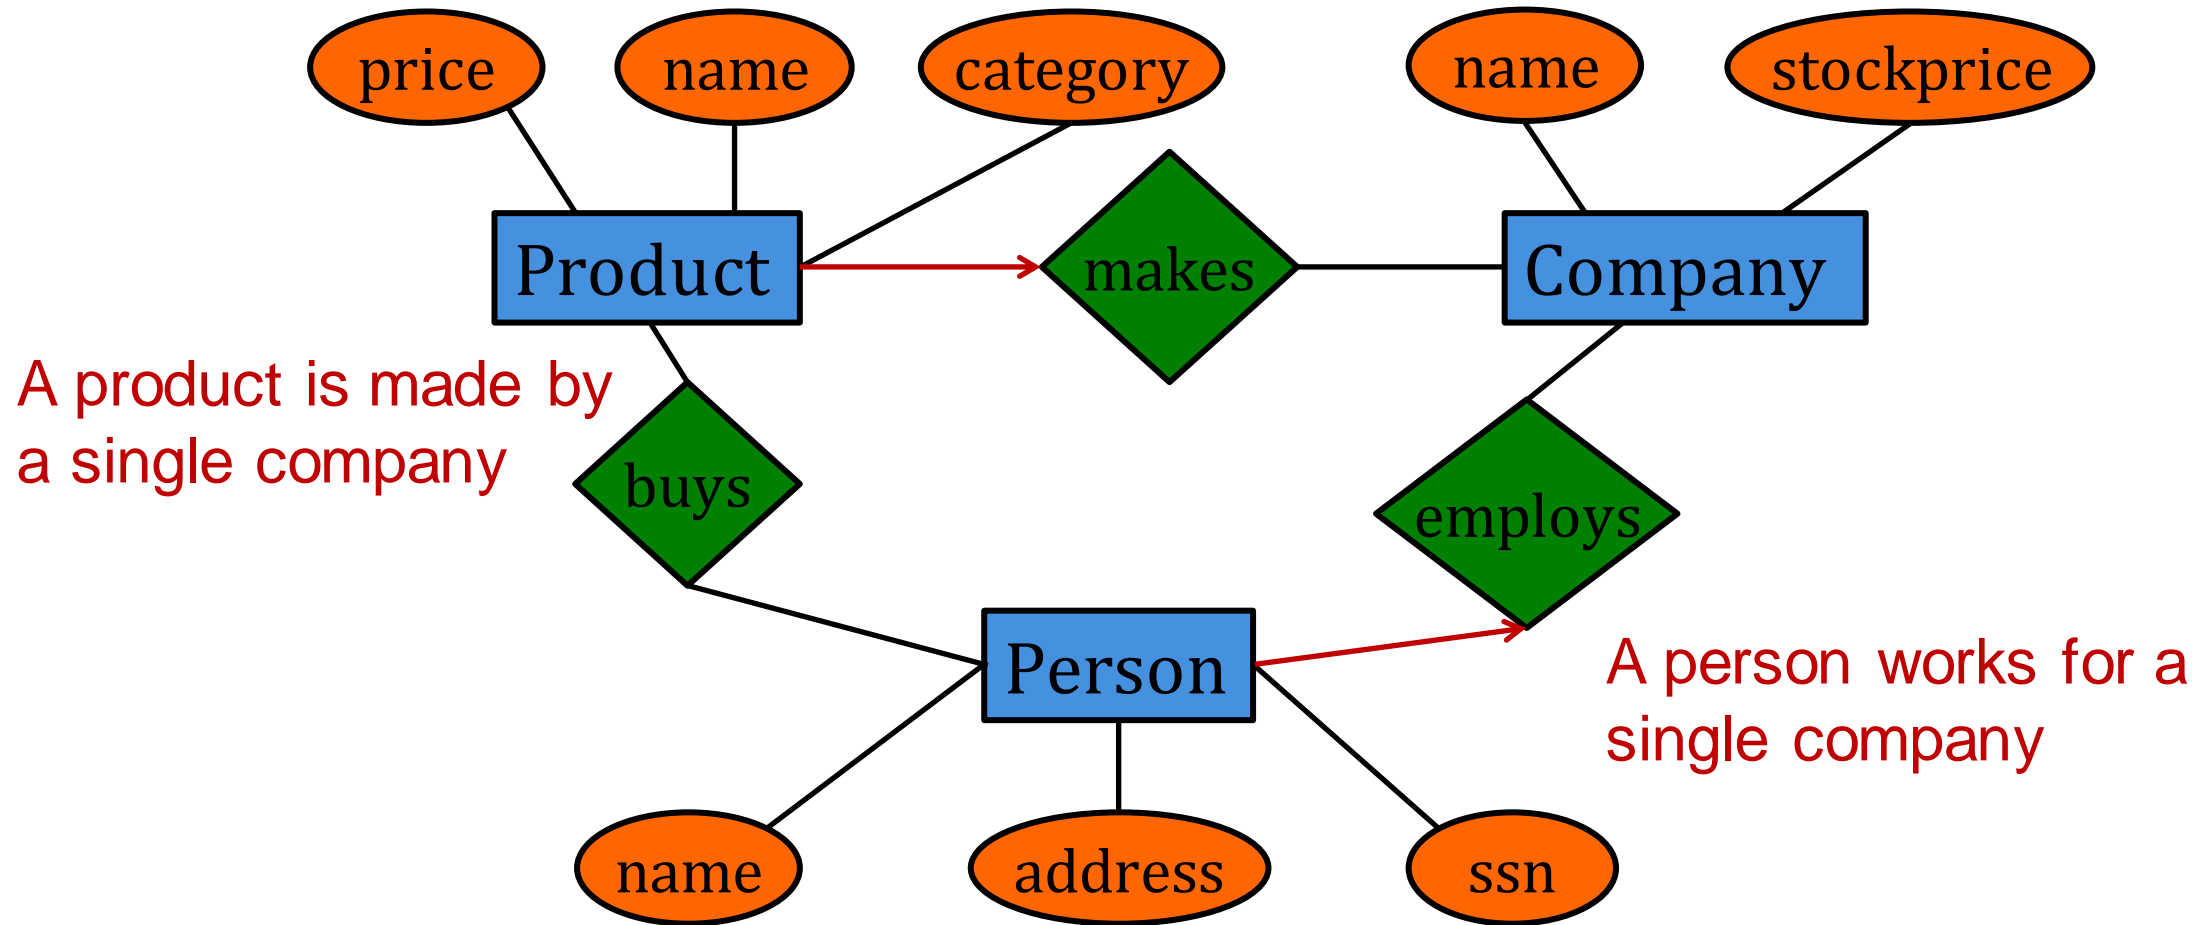 price
name
category
name
stockprice
Product
makes
Company
A product is made by
a single company
buys
employs
Person
A person works for a
single company
name
address
ssn